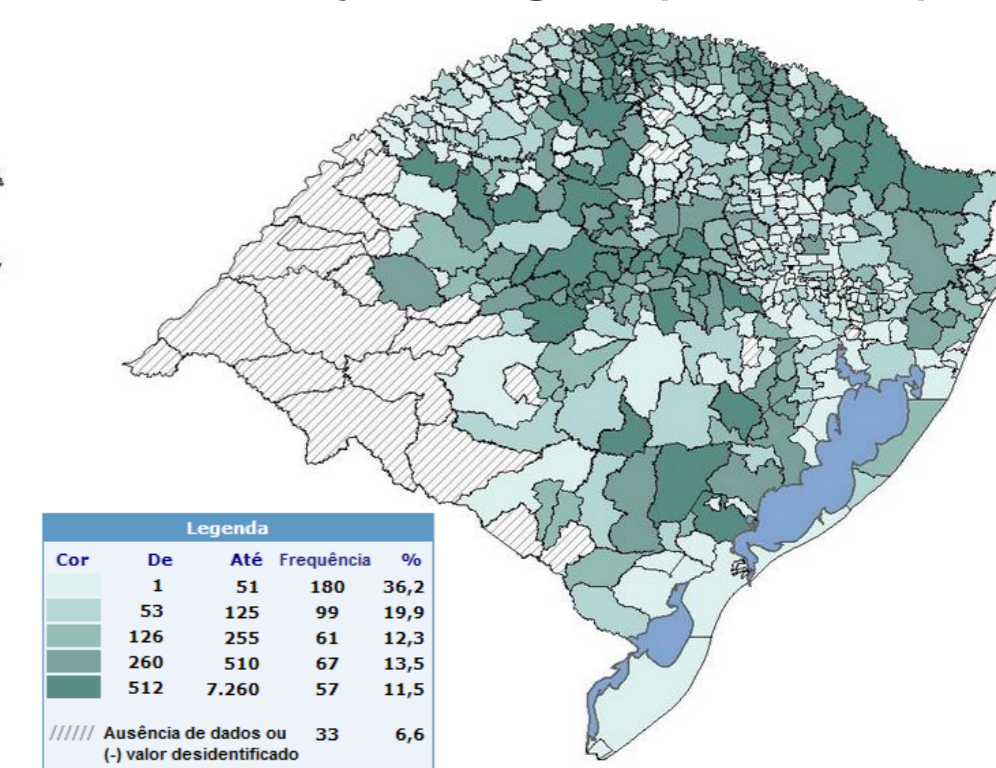 Legenda
Cor De Até Frequência %
1 51 180 36,2
53 125 99 19,9
126 255 61 12,3
260 510 67 13,5
512 7.260 57 11,5
Ausência de dados ou 33 6,6
(-) valor desidentificado